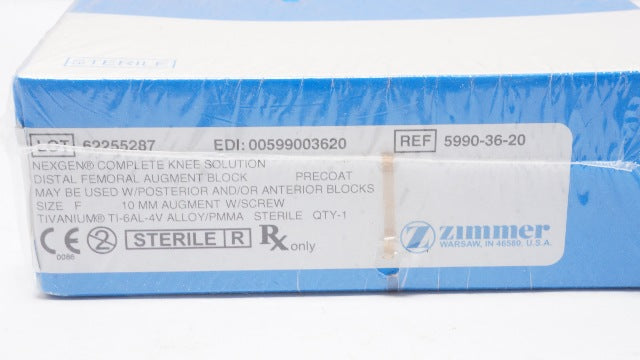 STERILE
LOT 62255287 EDI: 00599003620 REF 5990-36-20
NEXGEN® COMPLETE KNEE SOLUTION
DISTAL FEMORAL AUGMENT BLOCK PRECOAT
MAY BE USED W/POSTERIOR AND/OR ANTERIOR BLOCKS
SIZE F 10 MM AUGMENT W/SCREW
TIVANIUM® TI-6AL-4V ALLOY/PMMA STERILE QTY-1
CE 0086 2 STERILE R Rx only
Z zimmer
WARSAW, IN 46580, U.S.A.